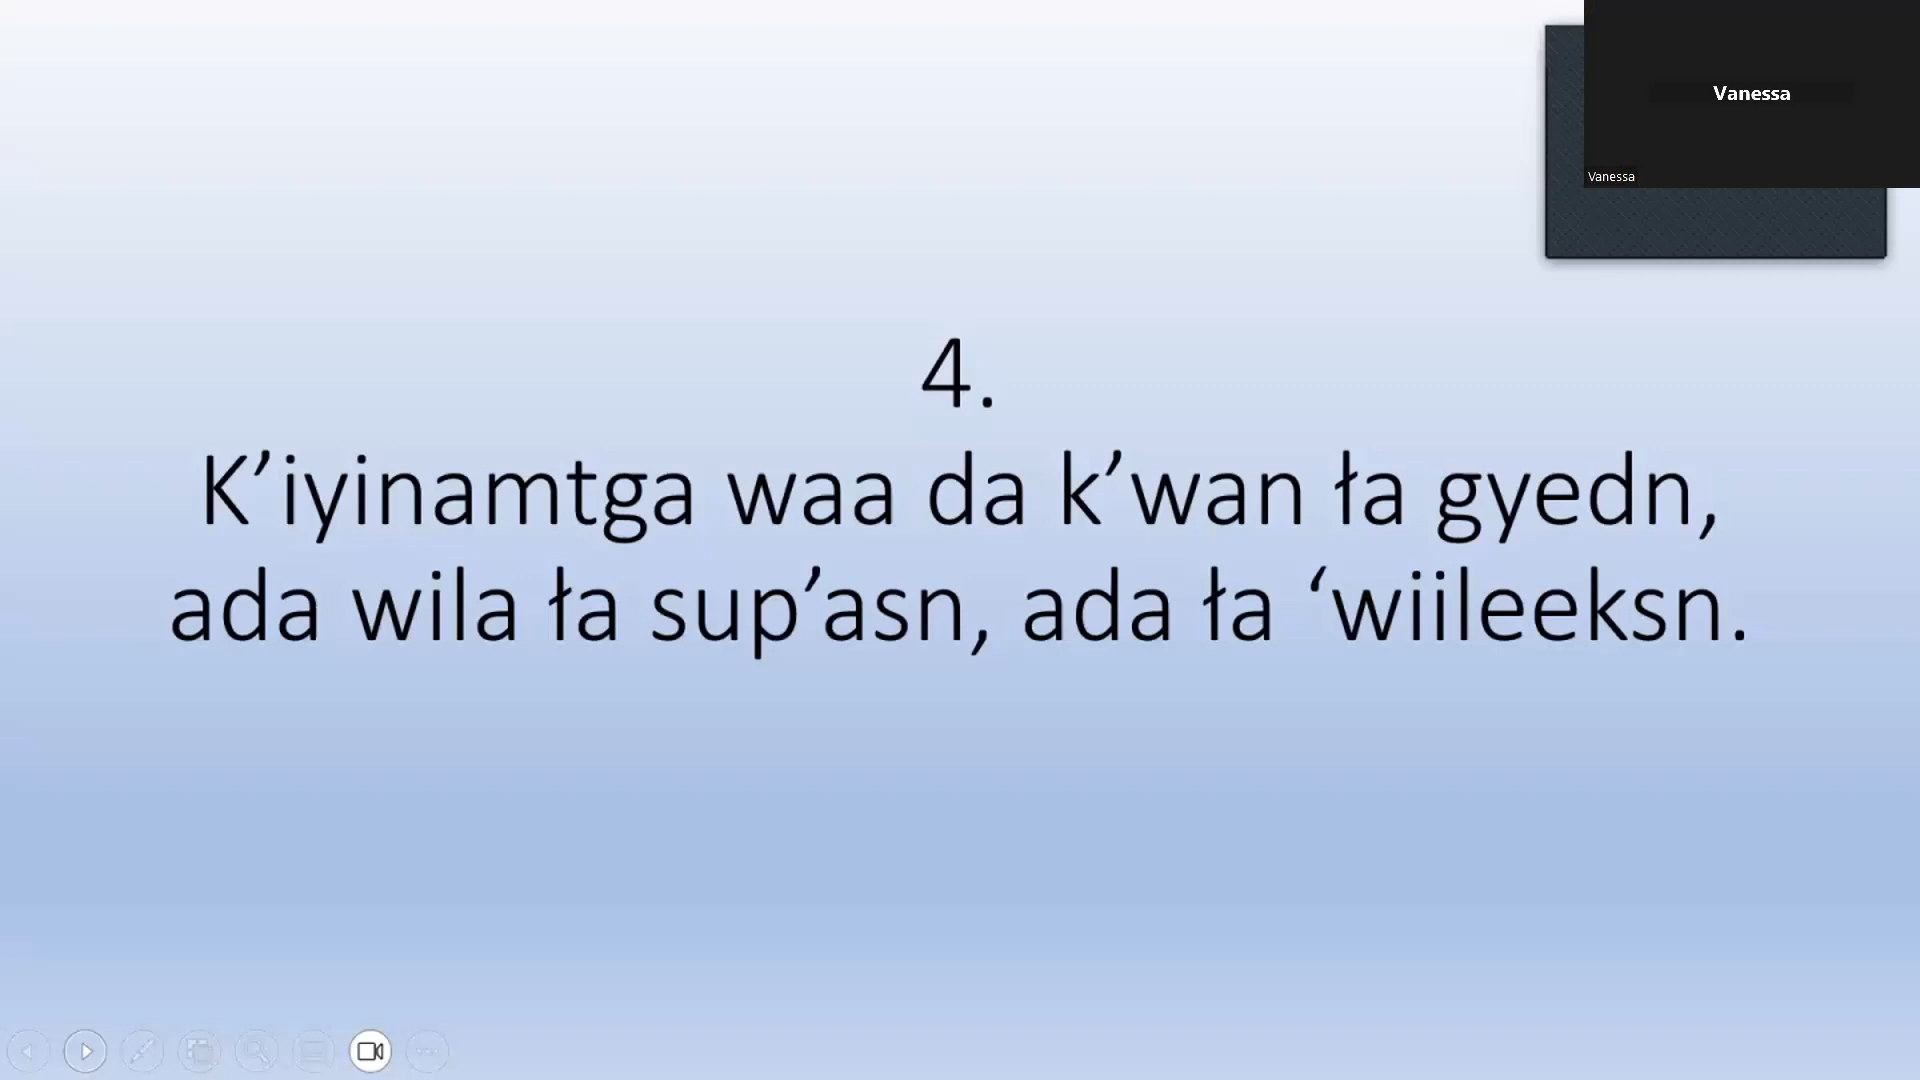 Vanessa
Vanessa
4.
K’iyinamtga waa da k’wan ła gyedn,
ada wila ła sup’asn, ada ła ‘wiileeksn.